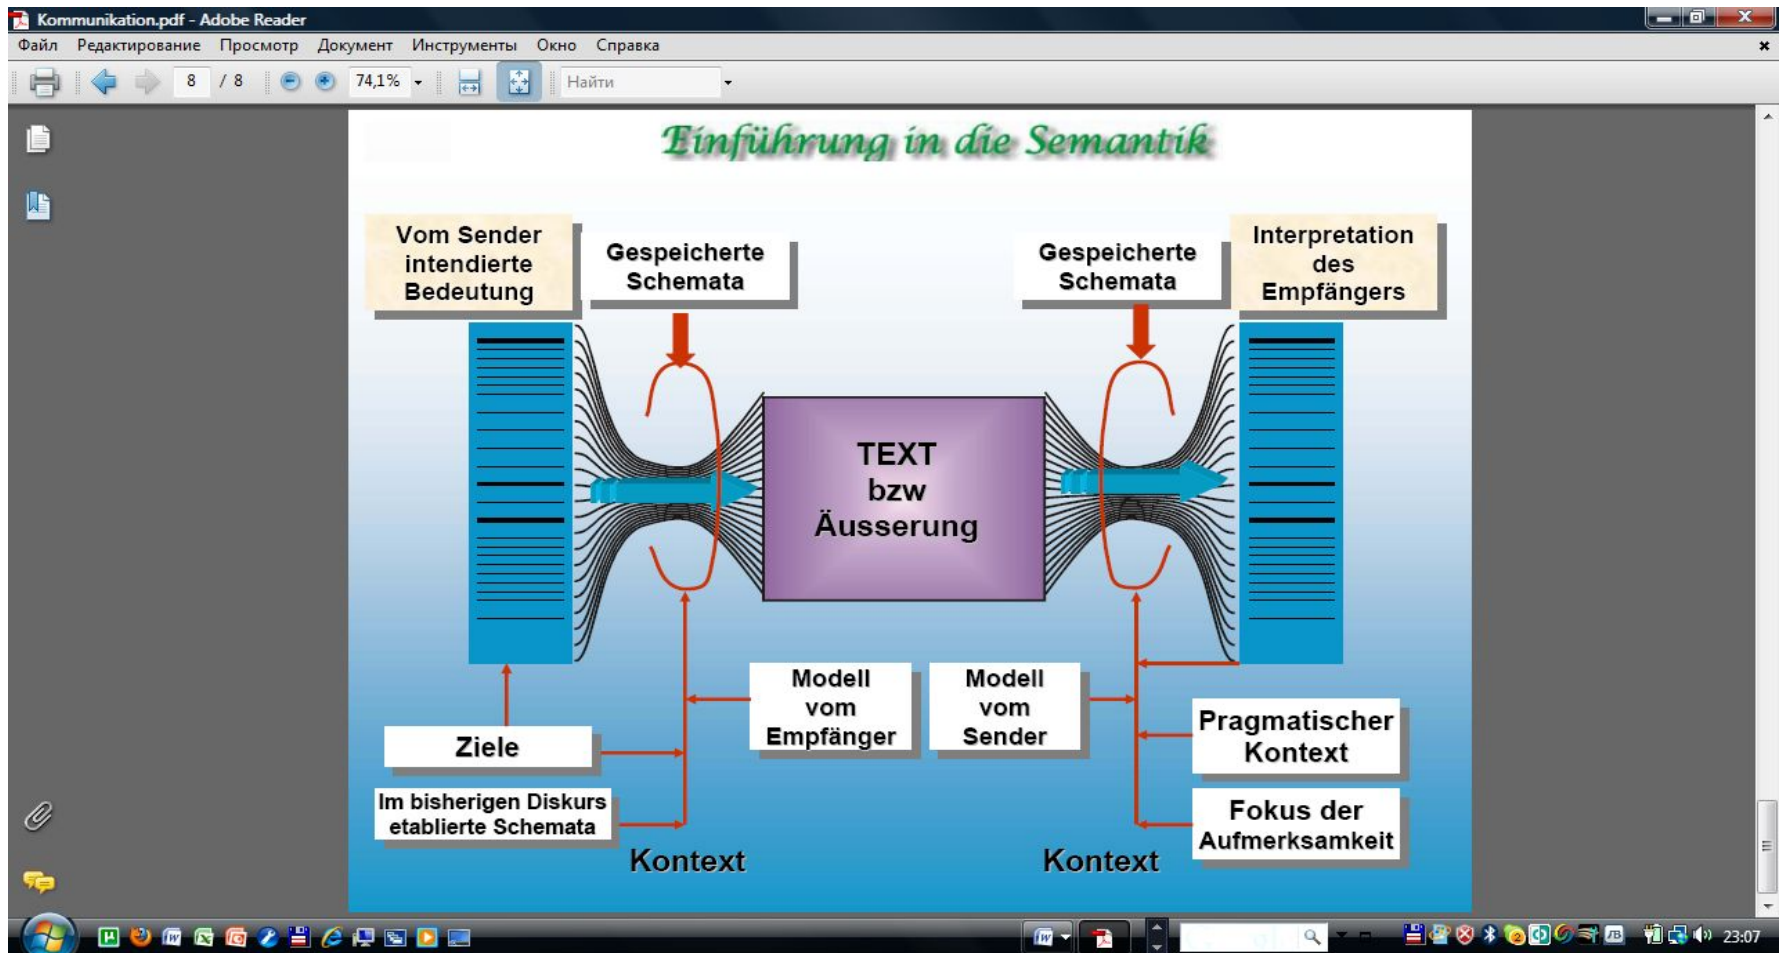 Kommunikation.pdf - Adobe Reader
Файл Редактирование Просмотр Документ Инструменты Окно Справка
8 / 8 74,1% Найти
Einführung in die Semantik
Vom Sender
intendierte
Bedeutung
Gespeicherte
Schemata
Gespeicherte
Schemata
Interpretation
des
Empfängers
TEXT
bzw
Äusserung
Modell
vom
Empfänger
Modell
vom
Sender
Ziele
Pragmatischer
Kontext
Im bisherigen Diskurs
etablierte Schemata
Fokus der
Aufmerksamkeit
Kontext
Kontext
23:07